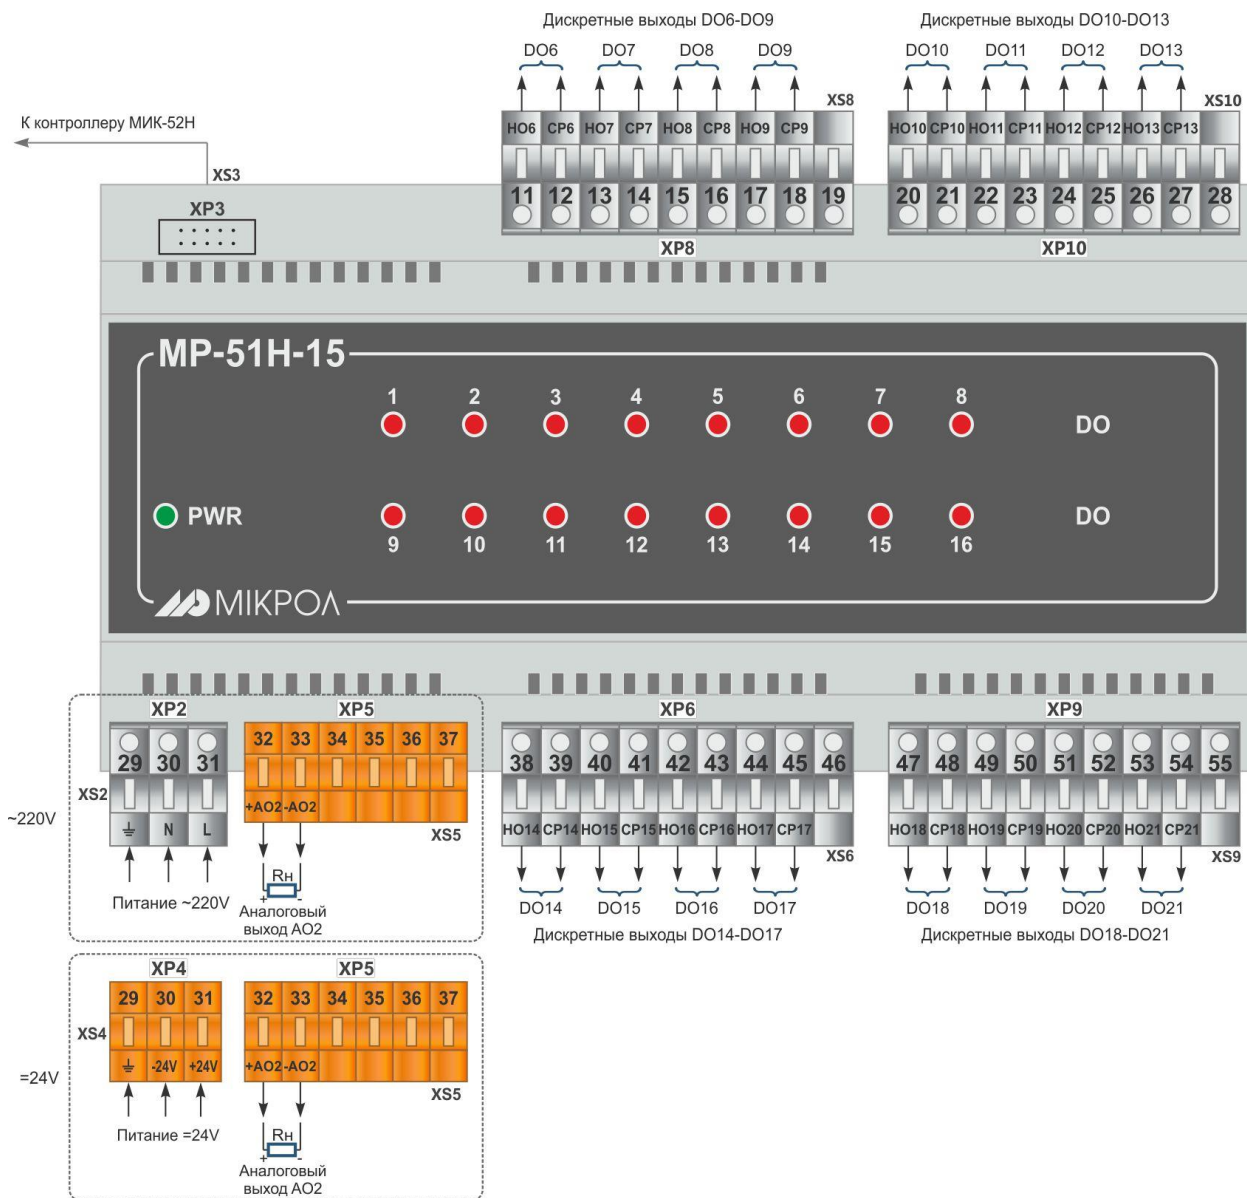 Дискретные выходы DO6-DO9
Дискретные выходы DO10-DO13
DO6 DO7 DO8 DO9
DO10 DO11 DO12 DO13
XS8
XS10
К контроллеру МИК-52Н
НО6 СР6 НО7 СР7 НО8 СР8 НО9 СР9
НО10 СР10 НО11 СР11 НО12 СР12 НО13 СР13
XS3
11 12 13 14 15 16 17 18 19
20 21 22 23 24 25 26 27 28
XP3
XP8
XP10
МР-51Н-15
1 2 3 4 5 6 7 8
DO
PWR
DO
9 10 11 12 13 14 15 16
МІКРОЛ
XP2
XP5
XP6
XP9
29 30 31
32 33 34 35 36 37
38 39 40 41 42 43 44 45 46
47 48 49 50 51 52 53 54 55
XS2
~220V
N L
+AO2 -AO2
НО14 СР14 НО15 СР15 НО16 СР16 НО17 СР17
НО18 СР18 НО19 СР19 НО20 СР20 НО21 СР21
XS5
XS6
XS9
Питание ~220V
Rн
+ -
Аналоговый
выход АО2
DO14 DO15 DO16 DO17
DO18 DO19 DO20 DO21
Дискретные выходы DO14-DO17
Дискретные выходы DO18-DO21
XP4
XP5
29 30 31
32 33 34 35 36 37
XS4
=24V
-24V +24V
+AO2 -AO2
XS5
Питание =24V
Rн
+ -
Аналоговый
выход АО2